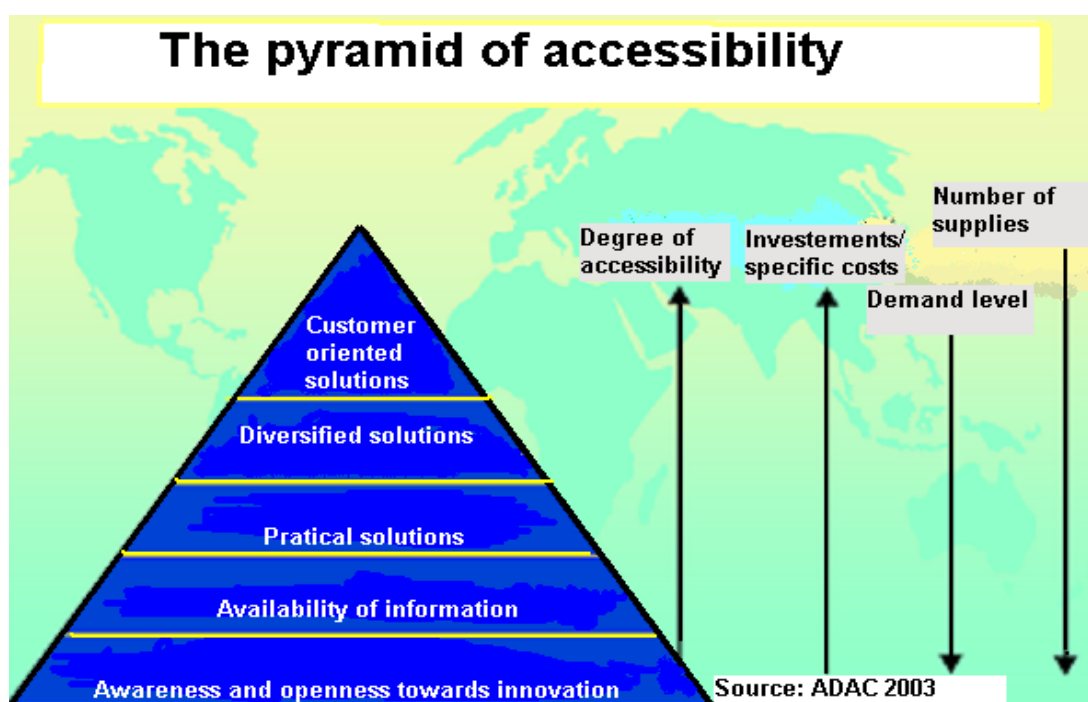 The pyramid of accessibility
Number of
supplies
Degree of
accessibility
Investements/
specific costs
Demand level
Customer
oriented
solutions
Diversified solutions
Pratical solutions
Availability of information
Awareness and openness towards innovation
Source: ADAC 2003